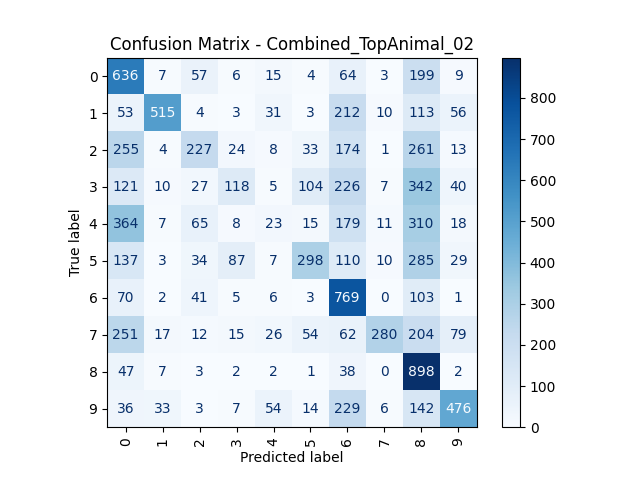 Confusion Matrix - Combined_TopAnimal_02
0 636 7 57 6 15 4 64 3 199 9
1 53 515 4 3 31 3 212 10 113 56
2 255 4 227 24 8 33 174 1 261 13
3 121 10 27 118 5 104 226 7 342 40
4 364 7 65 8 23 15 179 11 310 18
5 137 3 34 87 7 298 110 10 285 29
6 70 2 41 5 6 3 769 0 103 1
7 251 17 12 15 26 54 62 280 204 79
8 47 7 3 2 2 1 38 0 898 2
9 36 33 3 7 54 14 229 6 142 476
0 1 2 3 4 5 6 7 8 9
Predicted label
True label
800
700
600
500
400
300
200
100
0